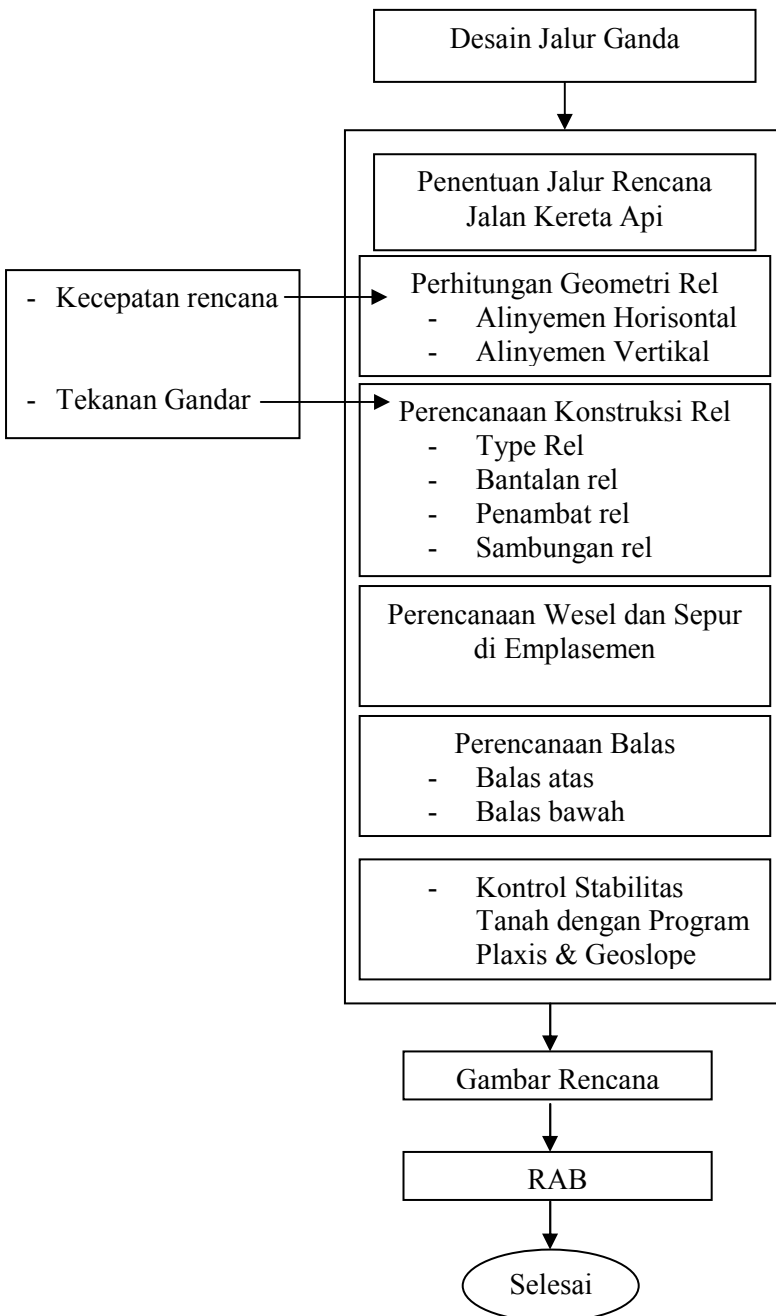 Desain Jalur Ganda
Penentuan Jalur Rencana
Jalan Kereta Api
- Kecepatan rencana
- Tekanan Gandar
Perhitungan Geometri Rel
- Alinyemen Horisontal
- Alinyemen Vertikal
Perencanaan Konstruksi Rel
- Type Rel
- Bantalan rel
- Penambat rel
- Sambungan rel
Perencanaan Wesel dan Sepur
di Emplasemen
Perencanaan Balas
- Balas atas
- Balas bawah
- Kontrol Stabilitas
Tanah dengan Program
Plaxis & Geoslope
Gambar Rencana
RAB
Selesai